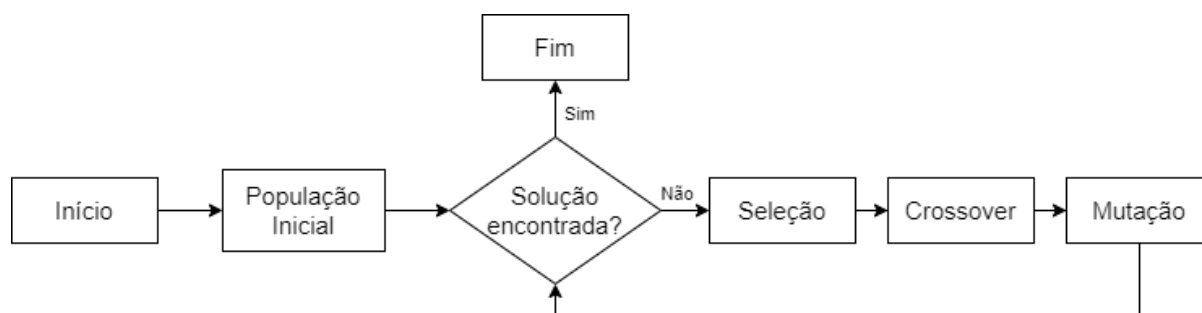 Fim
Sim
Início
População
Inicial
Solução
encontrada?
Não
Seleção
Crossover
Mutação